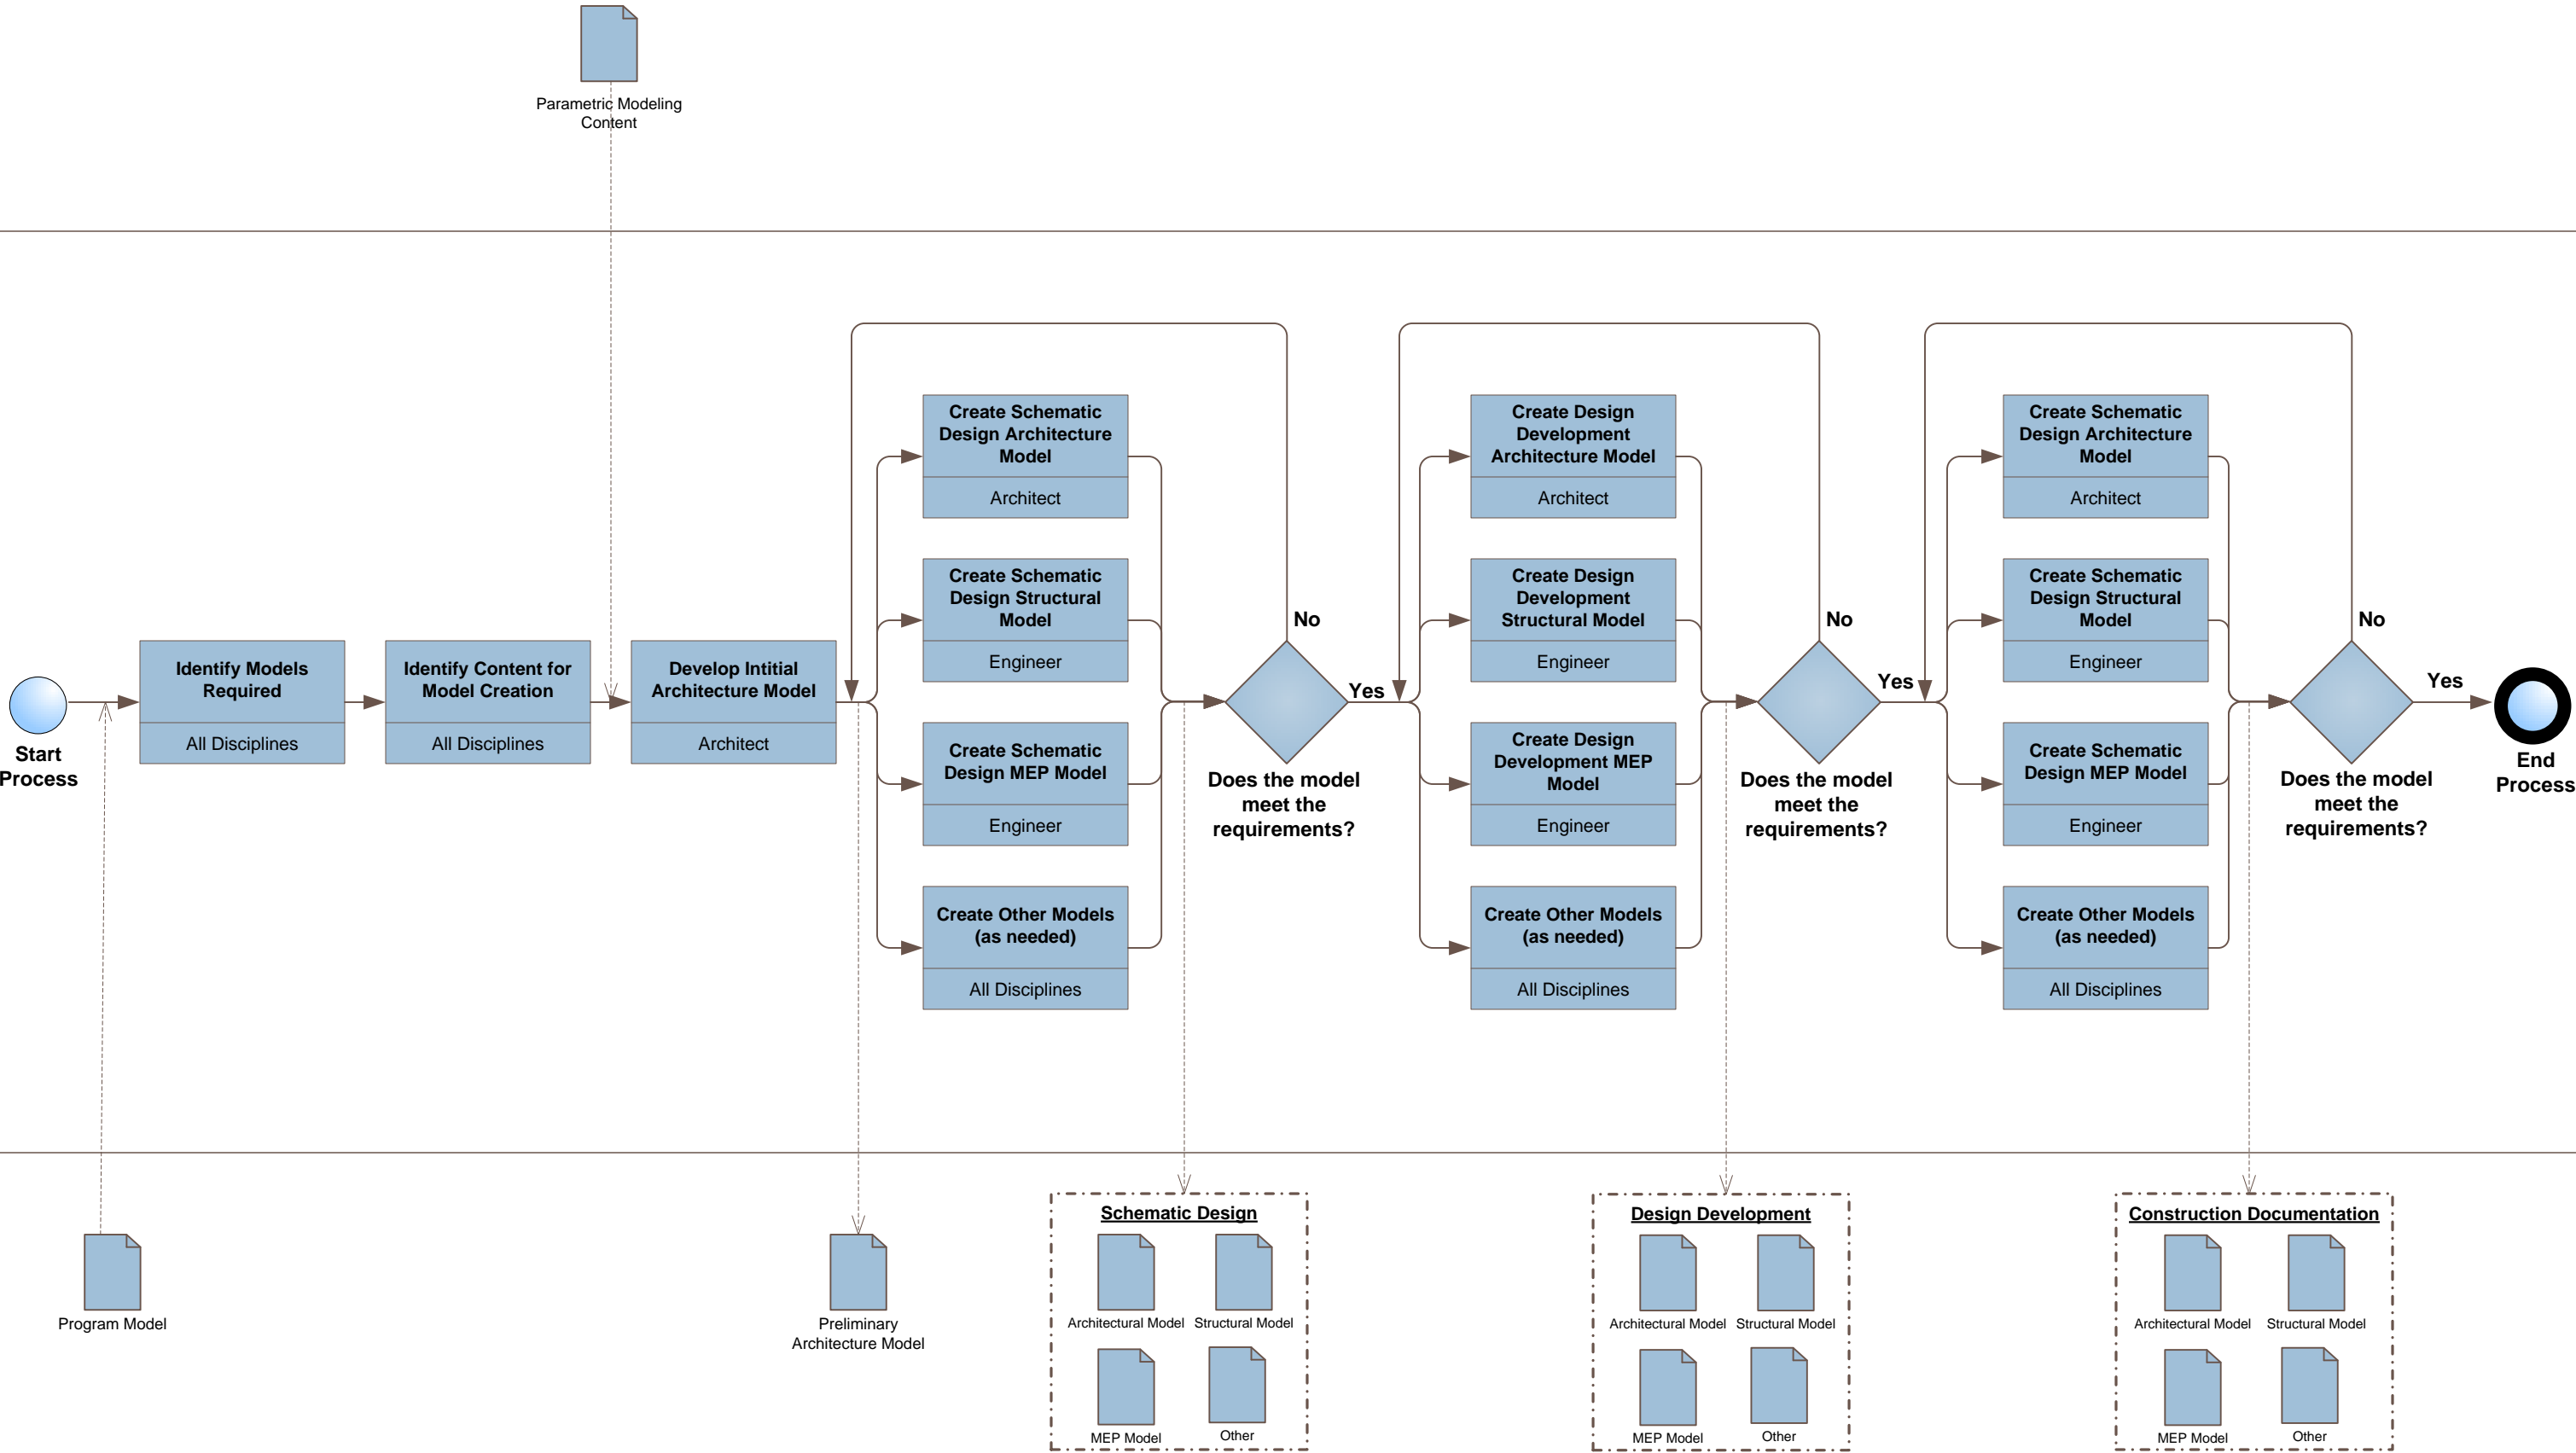 Parametric Modeling
Content
Start
Process
Identify Models
Required
All Disciplines
Identify Content for
Model Creation
All Disciplines
Develop Intitial
Architecture Model
Architect
Create Schematic
Design Architecture
Model
Architect
Create Schematic
Design Structural
Model
Engineer
Create Schematic
Design MEP Model
Engineer
Create Other Models
(as needed)
All Disciplines
No
Yes
Does the model
meet the
requirements?
Create Design
Development
Architecture Model
Architect
Create Design
Development
Structural Model
Engineer
Create Design
Development MEP
Model
Engineer
Create Other Models
(as needed)
All Disciplines
No
Yes
Does the model
meet the
requirements?
Create Schematic
Design Architecture
Model
Architect
Create Schematic
Design Structural
Model
Engineer
Create Schematic
Design MEP Model
Engineer
Create Other Models
(as needed)
All Disciplines
No
Yes
Does the model
meet the
requirements?
End
Process
Program Model
Preliminary
Architecture Model
Schematic Design
Architectural Model
Structural Model
MEP Model
Other
Design Development
Architectural Model
Structural Model
MEP Model
Other
Construction Documentation
Architectural Model
Structural Model
MEP Model
Other